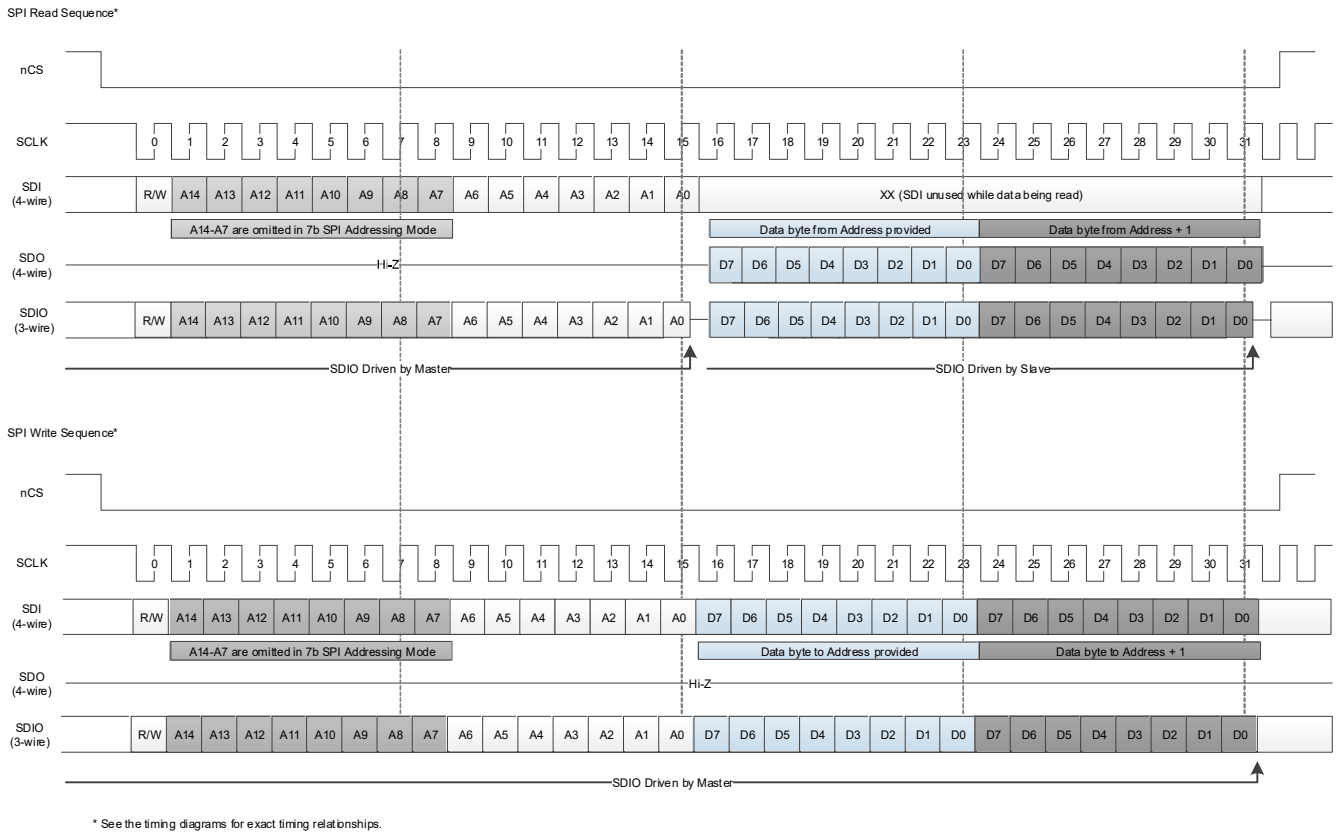 SPI Read Sequence*
nCS
SCLK 0 1 2 3 4 5 6 7 8 9 10 11 12 13 14 15 16 17 18 19 20 21 22 23 24 25 26 27 28 29 30 31
SDI
(4-wire)
R/W A14 A13 A12 A11 A10 A9 A8 A7 A6 A5 A4 A3 A2 A1 A0 XX (SDI unused while data being read)
A14-A7 are omitted in 7b SPI Addressing Mode Data byte from Address provided Data byte from Address + 1
SDO
(4-wire)
Hi-Z D7 D6 D5 D4 D3 D2 D1 D0 D7 D6 D5 D4 D3 D2 D1 D0
SDIO
(3-wire)
R/W A14 A13 A12 A11 A10 A9 A8 A7 A6 A5 A4 A3 A2 A1 A0 D7 D6 D5 D4 D3 D2 D1 D0 D7 D6 D5 D4 D3 D2 D1 D0
SDIO Driven by Master SDIO Driven by Slave
SPI Write Sequence*
nCS
SCLK 0 1 2 3 4 5 6 7 8 9 10 11 12 13 14 15 16 17 18 19 20 21 22 23 24 25 26 27 28 29 30 31
SDI
(4-wire)
R/W A14 A13 A12 A11 A10 A9 A8 A7 A6 A5 A4 A3 A2 A1 A0 D7 D6 D5 D4 D3 D2 D1 D0 D7 D6 D5 D4 D3 D2 D1 D0
A14-A7 are omitted in 7b SPI Addressing Mode Data byte to Address provided Data byte to Address + 1
SDO
(4-wire)
Hi-Z
SDIO
(3-wire)
R/W A14 A13 A12 A11 A10 A9 A8 A7 A6 A5 A4 A3 A2 A1 A0 D7 D6 D5 D4 D3 D2 D1 D0 D7 D6 D5 D4 D3 D2 D1 D0
SDIO Driven by Master
* See the timing diagrams for exact timing relationships.